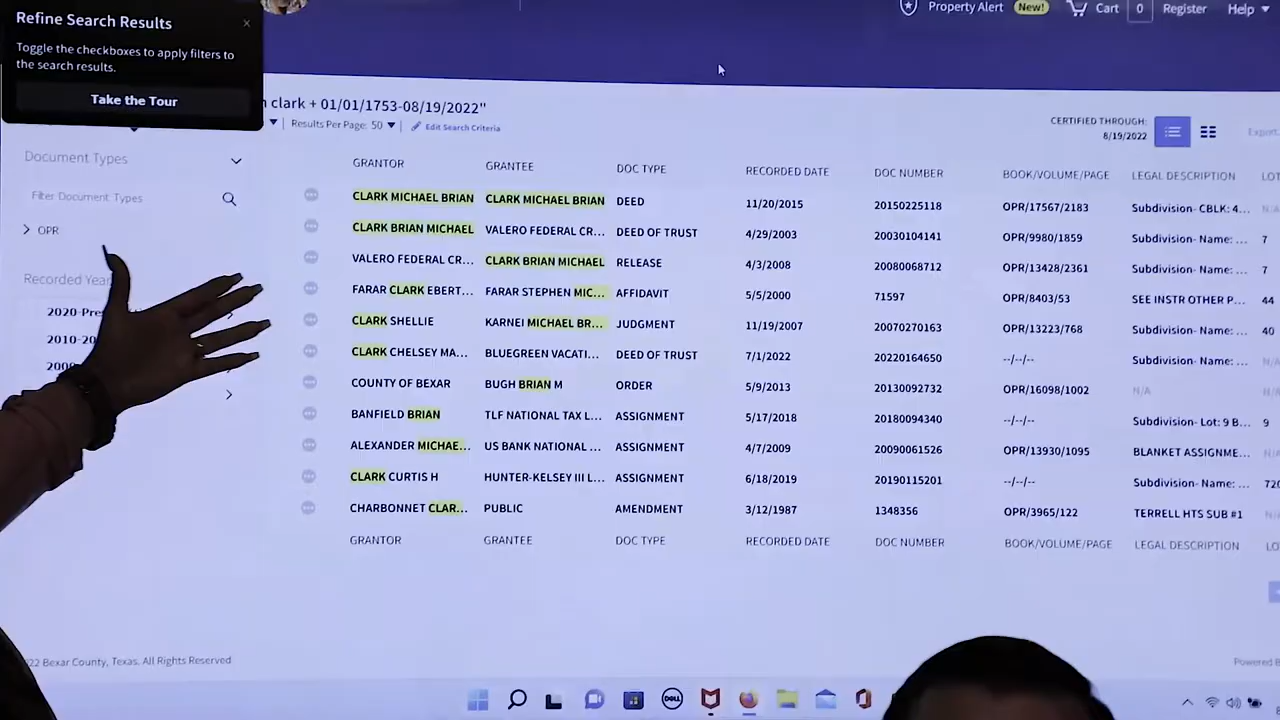 Refine Search Results ×
Toggle the checkboxes to apply filters to
the search results.
Take the Tour
Property Alert New! Cart 0 Register Help
clark + 01/01/1753-08/19/2022"
Results Per Page: 50 Edit Search Criteria
CERTIFIED THROUGH:
8/19/2022
Export
Document Types
Filter Document Types
OPR
Recorded Year
2010-20
GRANTOR GRANTEE DOC TYPE RECORDED DATE DOC NUMBER BOOK/VOLUME/PAGE LEGAL DESCRIPTION LOT
CLARK MICHAEL BRIAN CLARK MICHAEL BRIAN DEED 11/20/2015 20150225118 OPR/17567/2183 Subdivision- CBLK: 4... N/A
CLARK BRIAN MICHAEL VALERO FEDERAL CR... DEED OF TRUST 4/29/2003 20030104141 OPR/9980/1859 Subdivision- Name: ... 7
VALERO FEDERAL CR... CLARK BRIAN MICHAEL RELEASE 4/3/2008 20080068712 OPR/13428/2361 Subdivision- Name: ... 7
FARAR CLARK EBERT... FARAR STEPHEN MIC... AFFIDAVIT 5/5/2000 71597 OPR/8403/53 SEE INSTR OTHER P... 44
CLARK SHELLIE KARNEI MICHAEL BR... JUDGMENT 11/19/2007 20070270163 OPR/13223/768 Subdivision- Name: ... 40
CLARK CHELSEY MA... BLUEGREEN VACATI... DEED OF TRUST 7/1/2022 20220164650 --/--/-- Subdivision- Name: ... N/A
COUNTY OF BEXAR BUGH BRIAN M ORDER 5/9/2013 20130092732 OPR/16098/1002 N/A N/A
BANFIELD BRIAN TLF NATIONAL TAX L... ASSIGNMENT 5/17/2018 20180094340 --/--/-- Subdivision- Lot: 9 B... 9
ALEXANDER MICHAE... US BANK NATIONAL ... ASSIGNMENT 4/7/2009 20090061526 OPR/13930/1095 BLANKET ASSIGNME... N/A
CLARK CURTIS H HUNTER-KELSEY III L... ASSIGNMENT 6/18/2019 20190115201 --/--/-- Subdivision- Name: ... 720
CHARBONNET CLAR... PUBLIC AMENDMENT 3/12/1987 1348356 OPR/3965/122 TERRELL HTS SUB #1 N/A
GRANTOR GRANTEE DOC TYPE RECORDED DATE DOC NUMBER BOOK/VOLUME/PAGE LEGAL DESCRIPTION LO
22 Bexar County, Texas. All Rights Reserved
Powered B
DELL